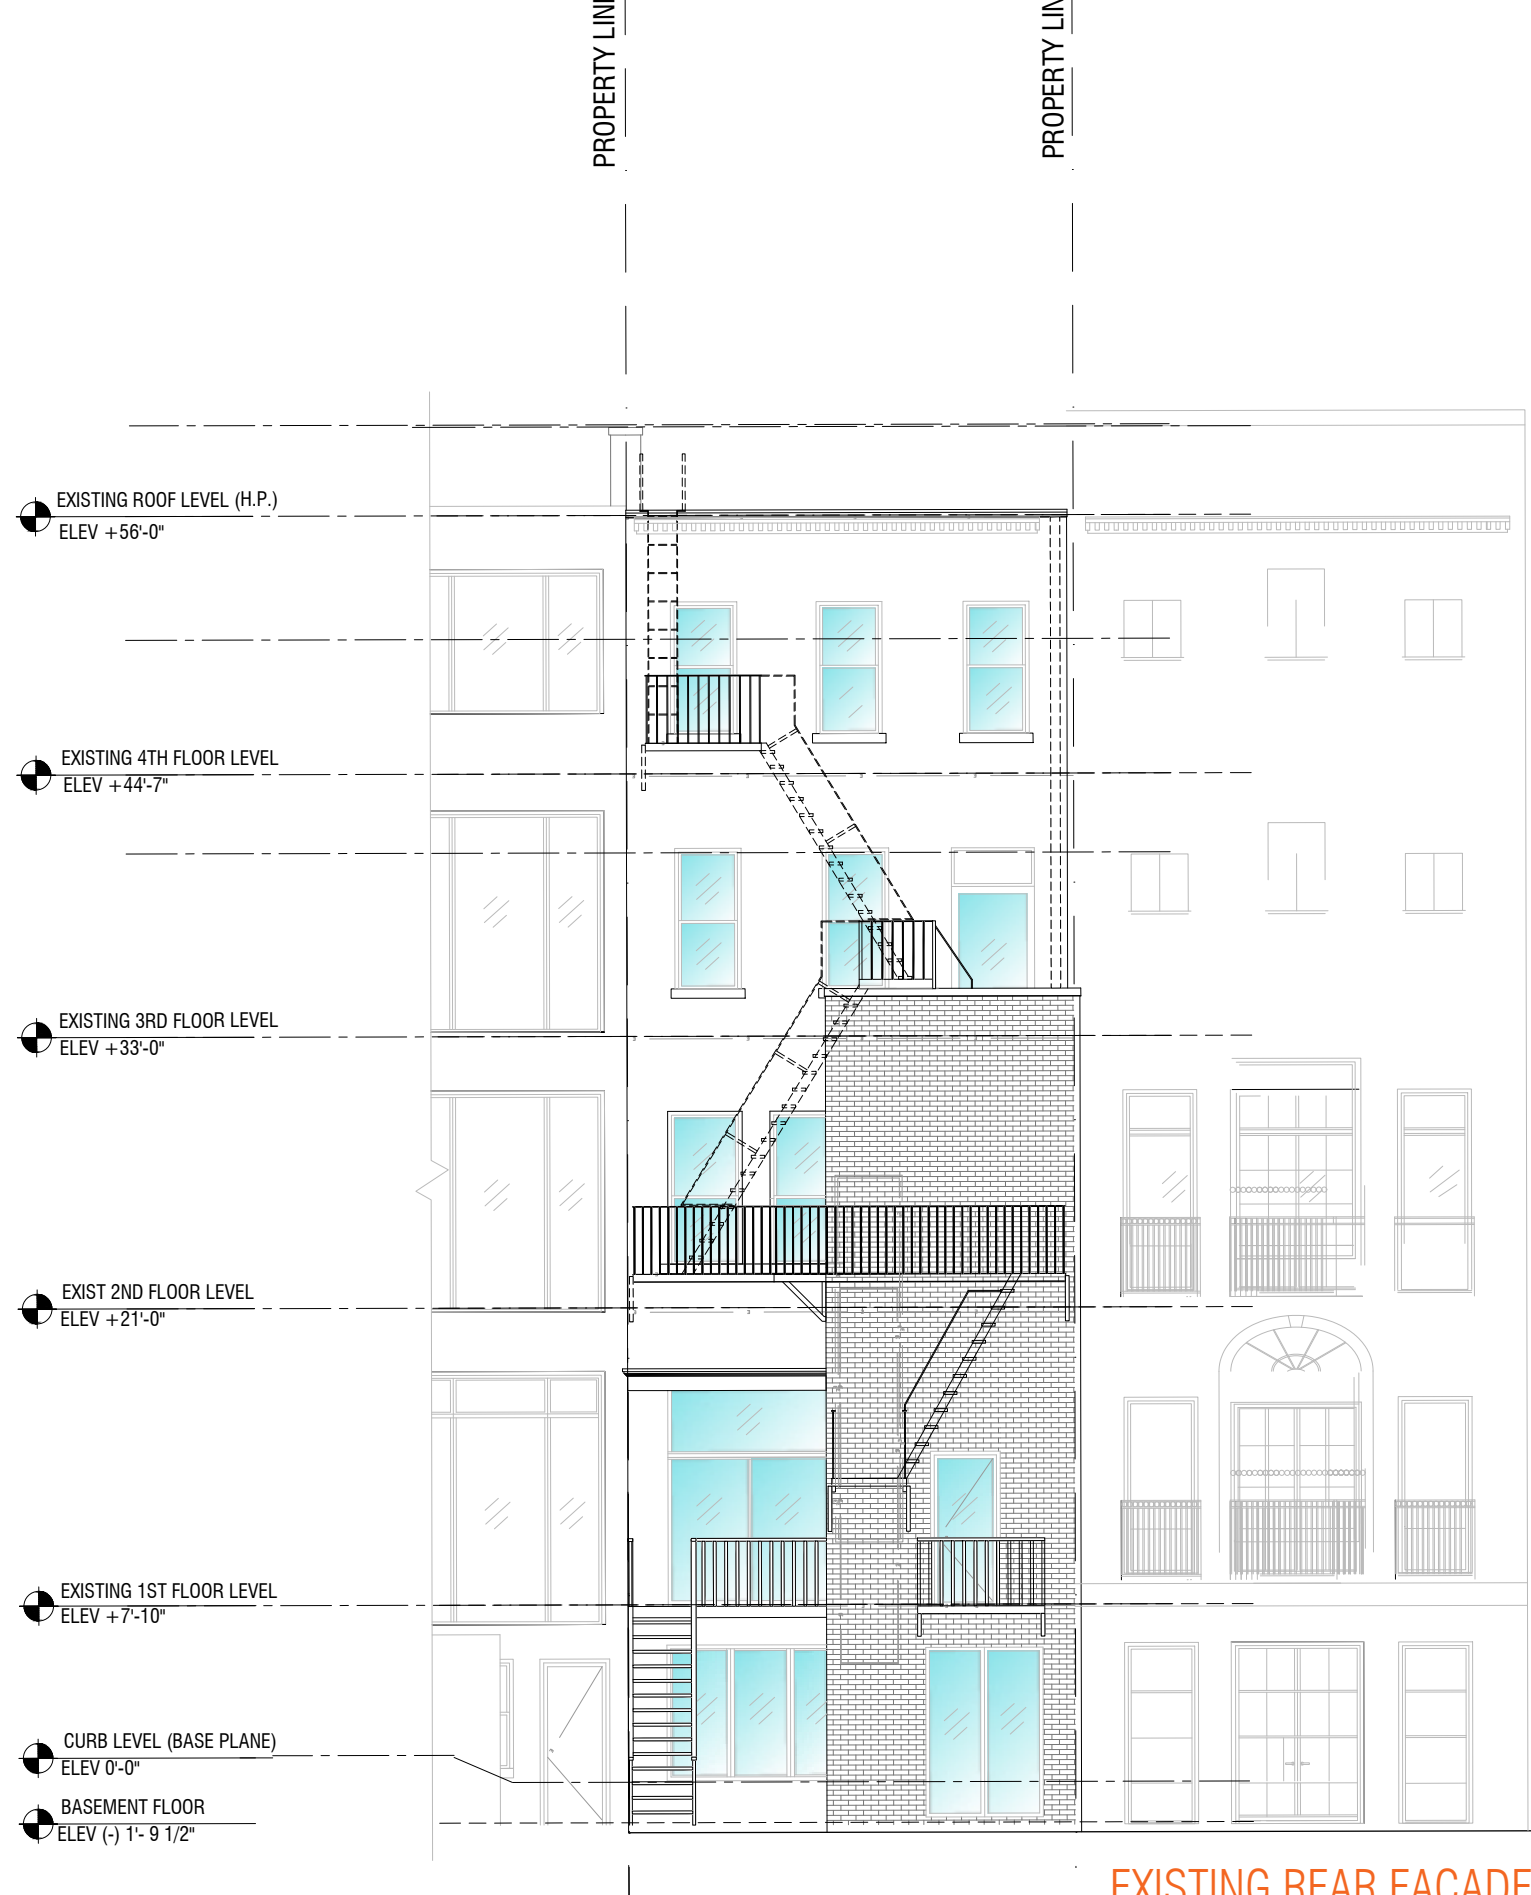 PROPERTY LINE
PROPERTY LIN
EXISTING ROOF LEVEL (H.P.)
ELEV +56'-0"
EXISTING 4TH FLOOR LEVEL
ELEV +44'-7"
EXISTING 3RD FLOOR LEVEL
ELEV +33'-0"
EXIST 2ND FLOOR LEVEL
ELEV +21'-0"
EXISTING 1ST FLOOR LEVEL
ELEV +7'-10"
CURB LEVEL (BASE PLANE)
ELEV 0'-0"
BASEMENT FLOOR
ELEV (-) 1'- 9 1/2"
EXISTING REAR FACADE